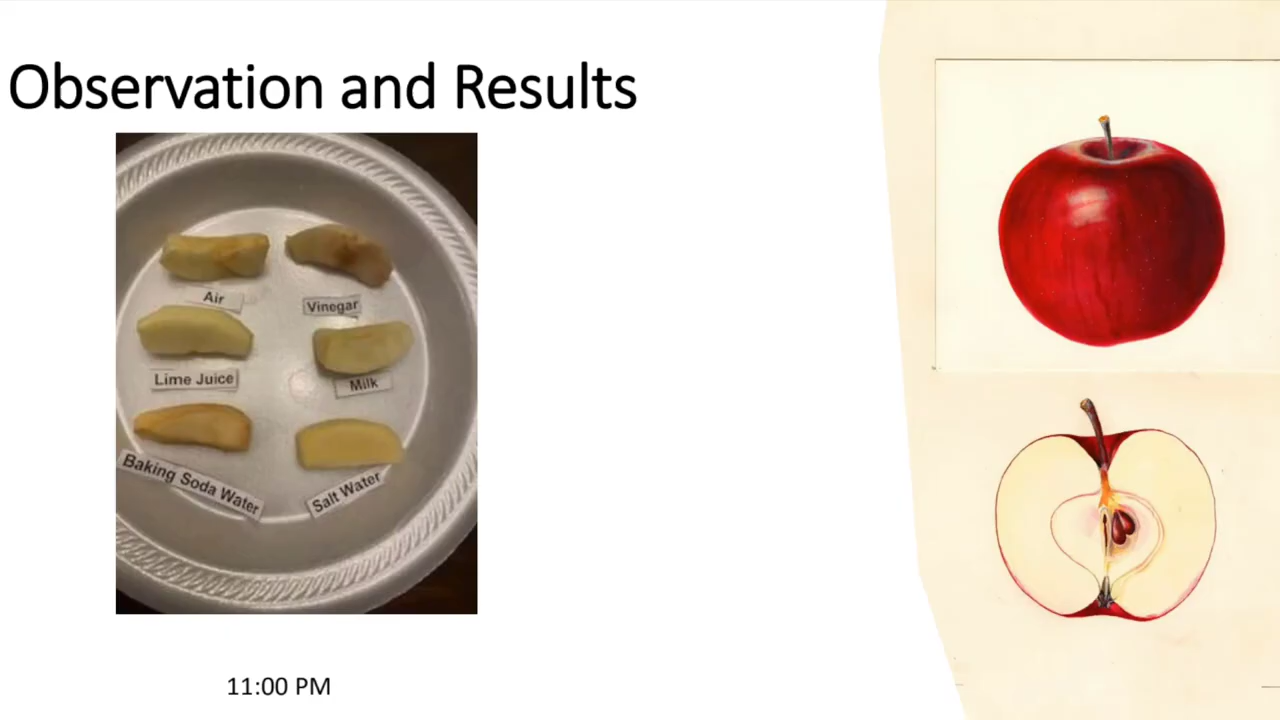 Observation and Results
Air
Vinegar
Lime Juice
Milk
Baking Soda Water
Salt Water
11:00 PM